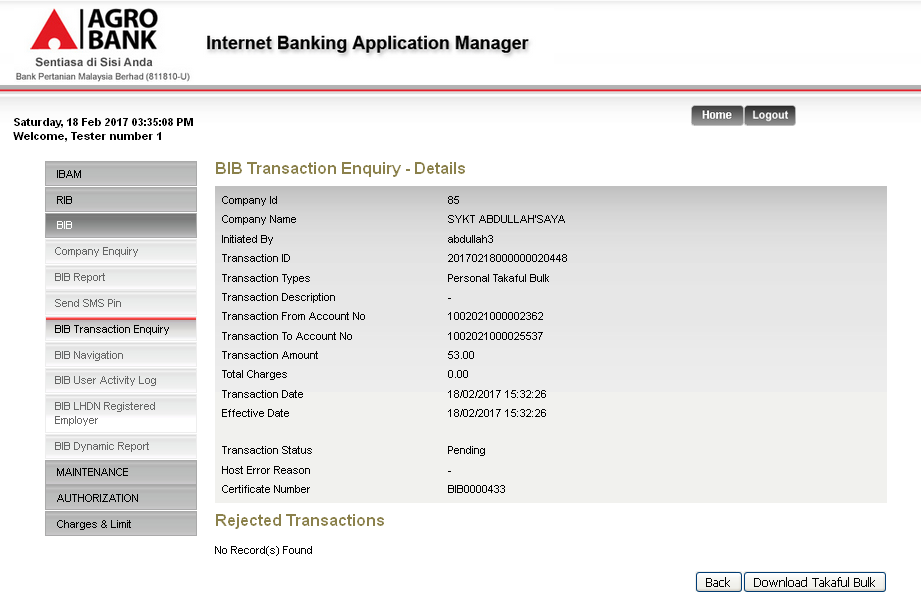 AGRO
BANK
Sentiasa di Sisi Anda
Bank Pertanian Malaysia Berhad (811810-U)
Internet Banking Application Manager
Saturday, 18 Feb 2017 03:35:08 PM
Welcome, Tester number 1
Home Logout
IBAM
RIB
BIB
Company Enquiry
BIB Report
Send SMS Pin
BIB Transaction Enquiry
BIB Navigation
BIB User Activity Log
BIB LHDN Registered
Employer
BIB Dynamic Report
MAINTENANCE
AUTHORIZATION
Charges & Limit
BIB Transaction Enquiry - Details
Company Id 85
Company Name SYKT ABDULLAH'SAYA
Initiated By abdullah3
Transaction ID 20170218000000020448
Transaction Types Personal Takaful Bulk
Transaction Description -
Transaction From Account No 1002021000002362
Transaction To Account No 1002021000025537
Transaction Amount 53.00
Total Charges 0.00
Transaction Date 18/02/2017 15:32:26
Effective Date 18/02/2017 15:32:26
Transaction Status Pending
Host Error Reason -
Certificate Number BIB0000433
Rejected Transactions
No Record(s) Found
Back Download Takaful Bulk